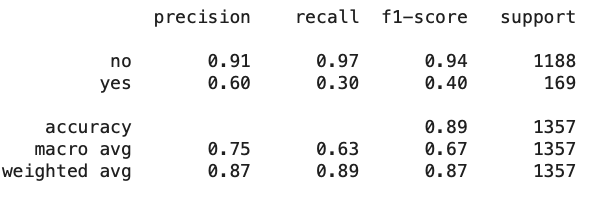 precision recall f1-score support
no 0.91 0.97 0.94 1188
yes 0.60 0.30 0.40 169
accuracy 0.89 1357
macro avg 0.75 0.63 0.67 1357
weighted avg 0.87 0.89 0.87 1357